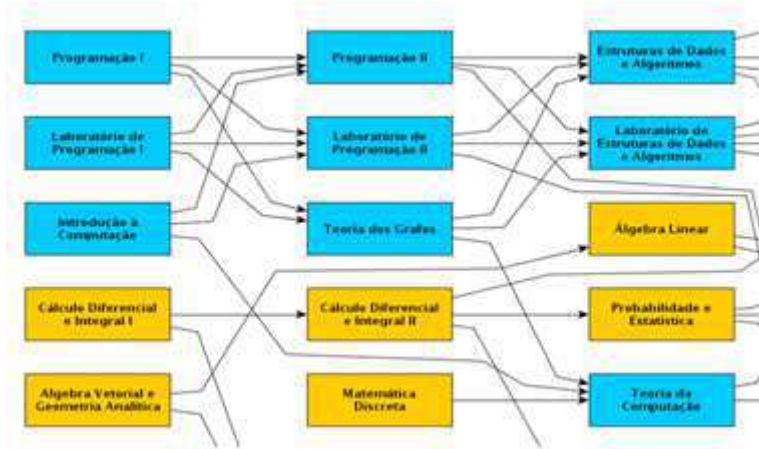 Programação I
Programação II
Estruturas de Dados
e Algoritmos
Laboratório de
Programação I
Laboratório de
Programação II
Laboratório de
Estruturas de Dados
e Algoritmos
Introdução à
Computação
Teoria dos Grafos
Álgebra Linear
Cálculo Diferencial
e Integral I
Cálculo Diferencial
e Integral II
Probabilidade e
Estatística
Álgebra Vetorial e
Geometria Analítica
Matemática
Discreta
Teoria da
Computação